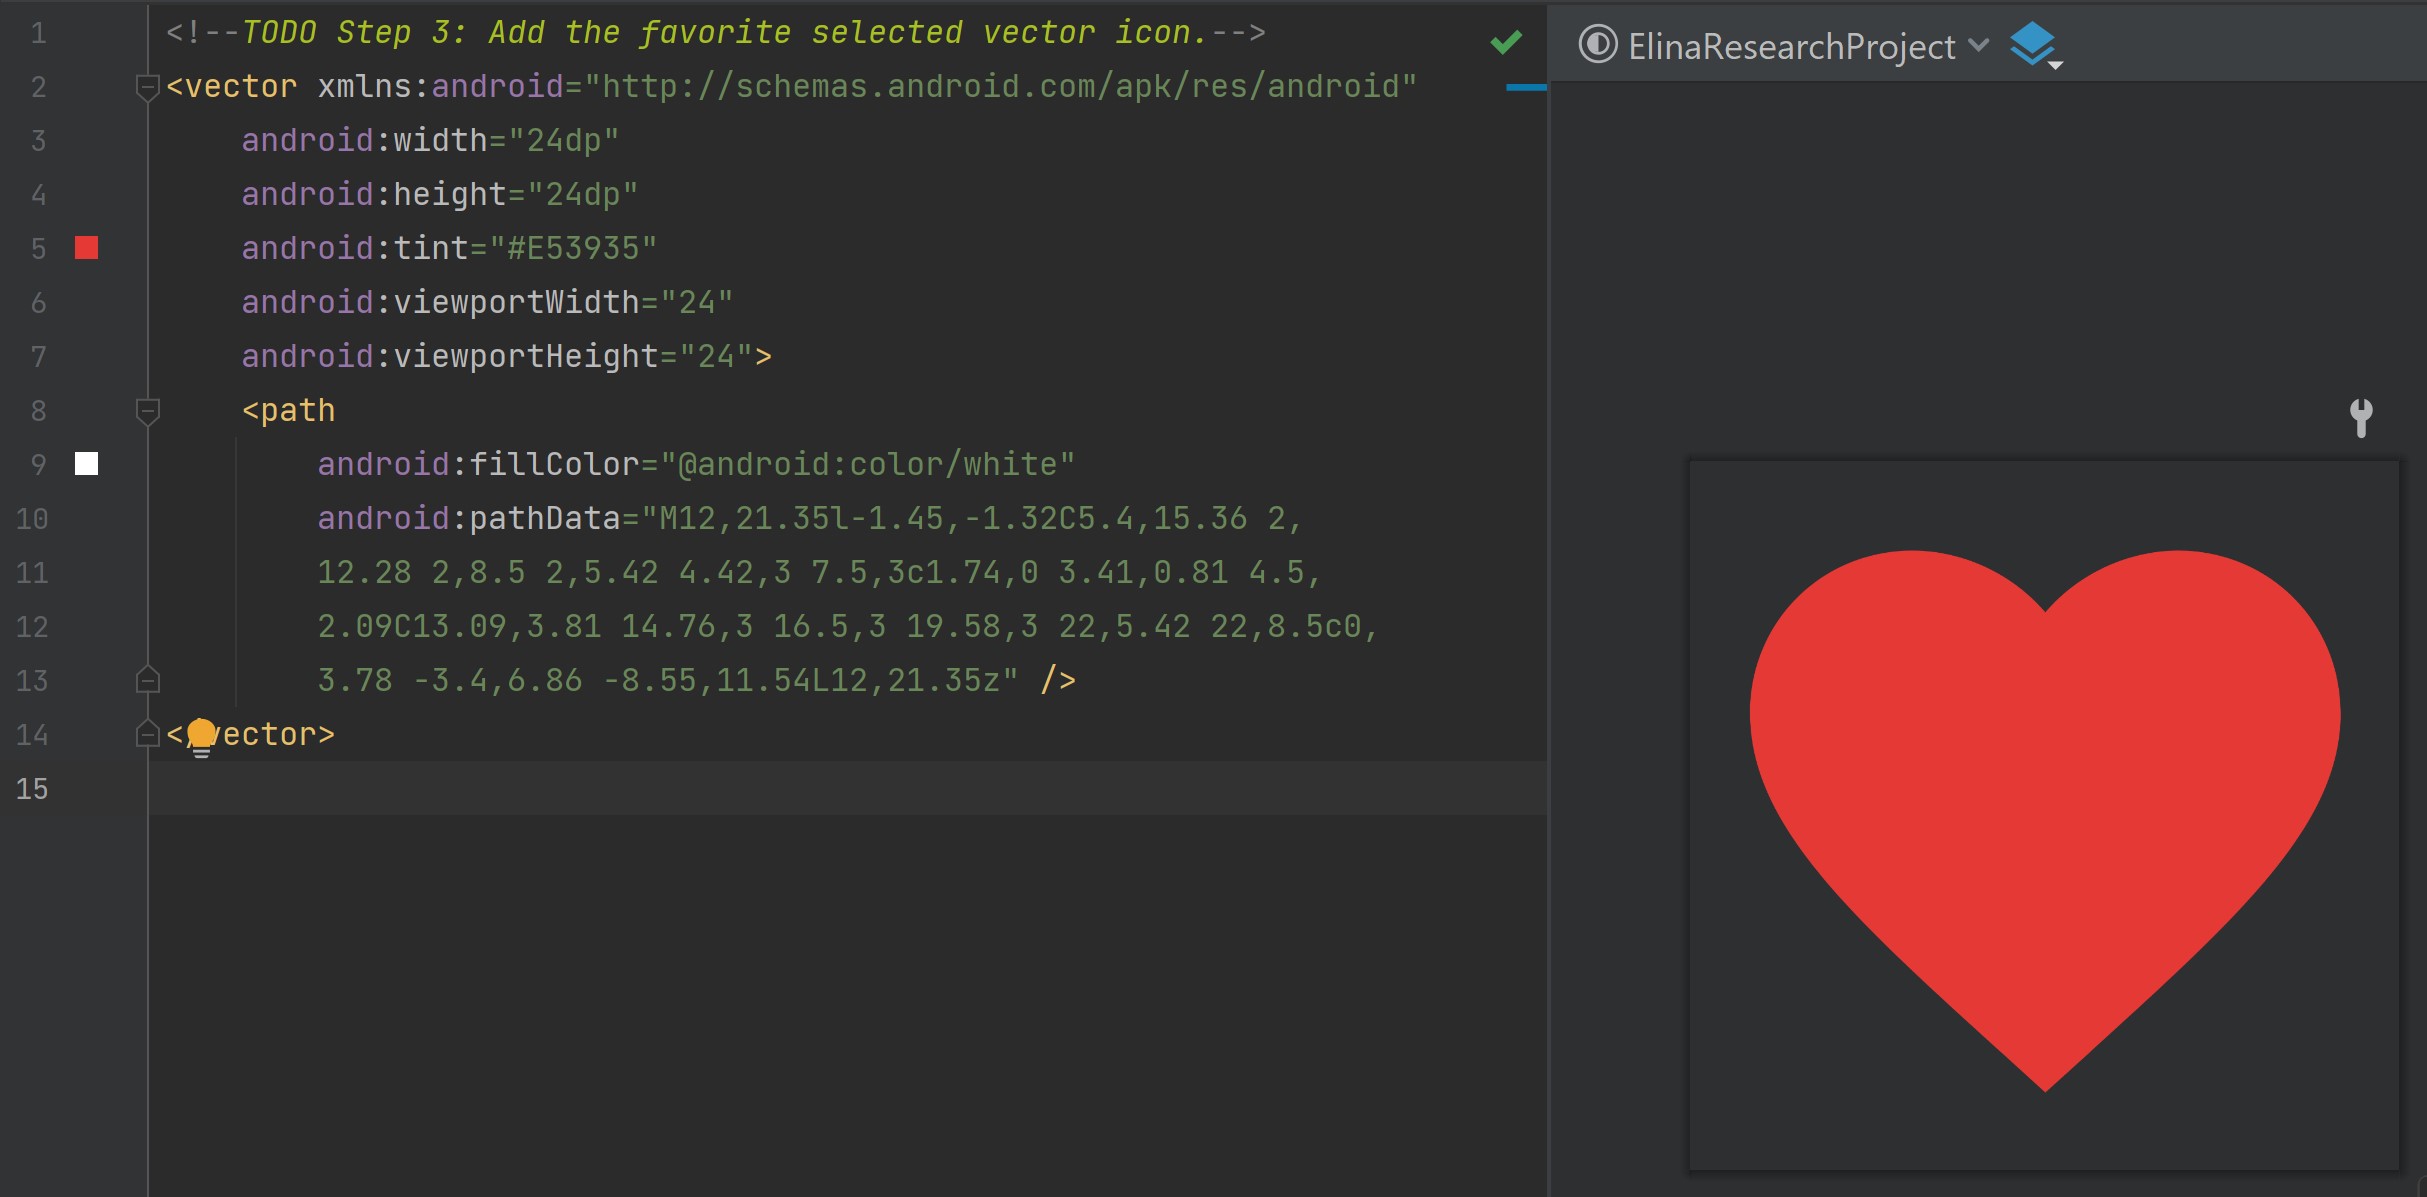 1 <!--TODO Step 3: Add the favorite selected vector icon.-->
2 <vector xmlns:android="http://schemas.android.com/apk/res/android"
3 android:width="24dp"
4 android:height="24dp"
5 android:tint="#E53935"
6 android:viewportWidth="24"
7 android:viewportHeight="24">
8 <path
9 android:fillColor="@android:color/white"
10 android:pathData="M12,21.35l-1.45,-1.32C5.4,15.36 2,
11 12.28 2,8.5 2,5.42 4.42,3 7.5,3c1.74,0 3.41,0.81 4.5,
12 2.09C13.09,3.81 14.76,3 16.5,3 19.58,3 22,5.42 22,8.5c0,
13 3.78 -3.4,6.86 -8.55,11.54L12,21.35z" />
14 </vector>
15
ElinaResearchProject